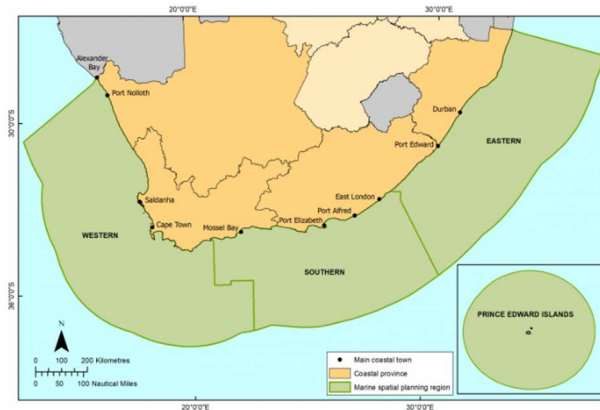 20°0'0"E
30°0'0"E
Alexander
Bay
Port Nolloth
Durban
30°0'0"S
Port Edward
EASTERN
Saldanha
East London
Port Alfred
Cape Town
Mossel Bay
Port Elizabeth
WESTERN
SOUTHERN
36°0'0"S
PRINCE EDWARD ISLANDS
N
0 100 200 Kilometres
0 50 100 Nautical Miles
Main coastal town
Coastal province
Marine spatial planning region
20°0'0"E
30°0'0"E